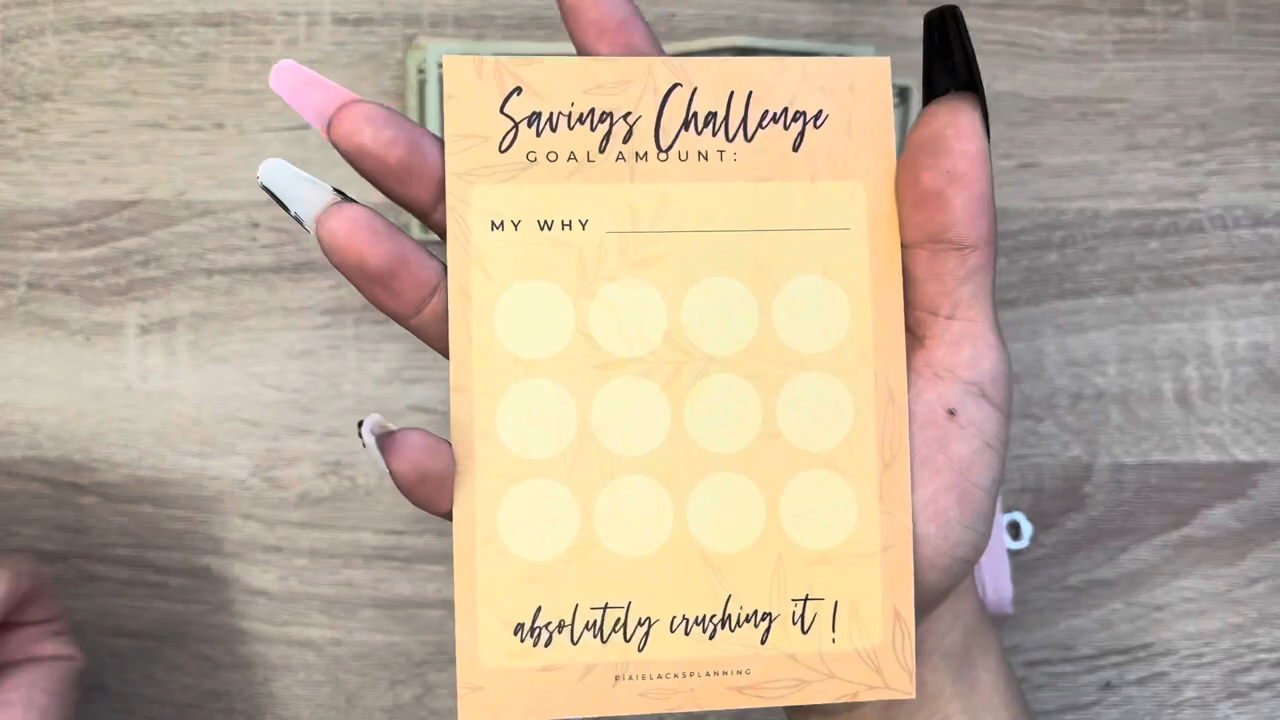 Savings Challenge
GOAL AMOUNT:
MY WHY
absolutely crushing it !
PIXIELACKSPLANNING